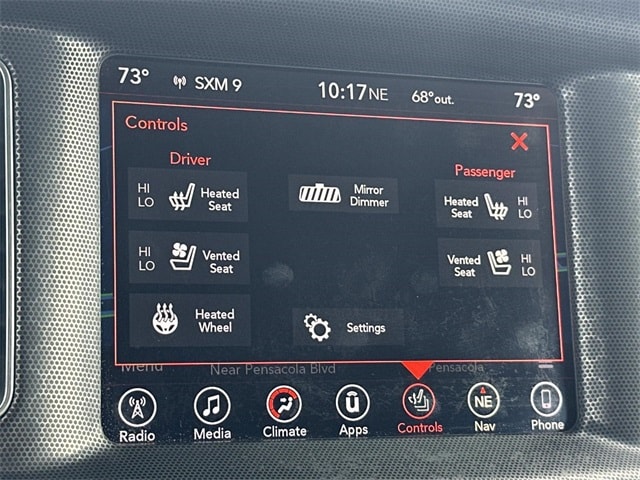 73° SXM 9 10:17NE 68°out. 73°
Controls
Driver
Passenger
HI
LO
Heated
Seat
Mirror
Dimmer
Heated
Seat
HI
LO
HI
LO
Vented
Seat
Vented
Seat
HI
LO
Heated
Wheel
Settings
Menu Near Pensacola Blvd Pensacola
NE
Radio Media Climate Apps Controls Nav Phone